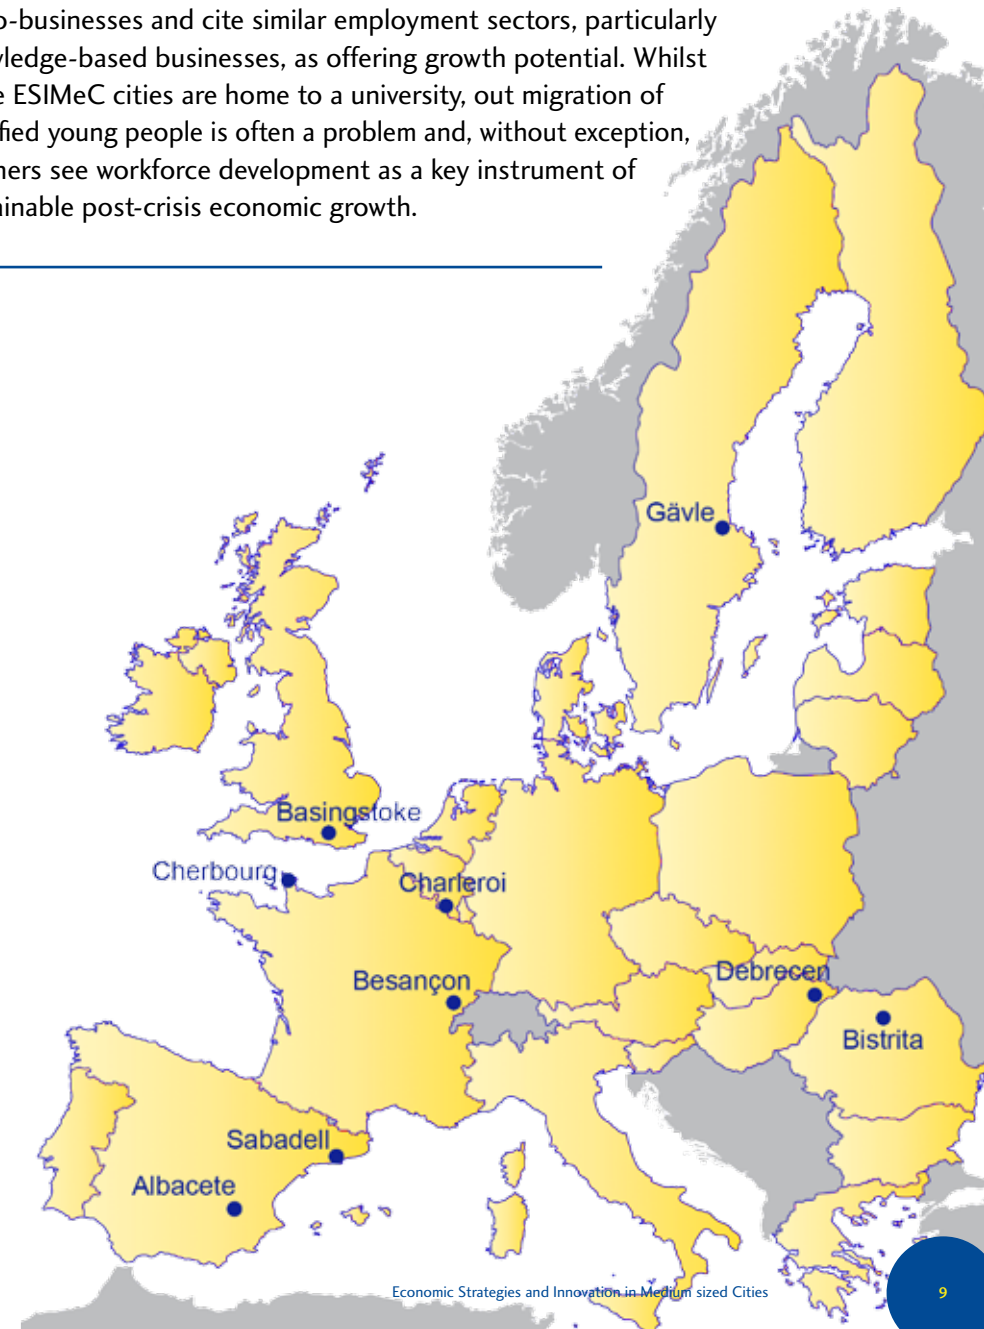 o-businesses and cite similar employment sectors, particularly
ledge-based businesses, as offering growth potential. Whilst
e ESIMeC cities are home to a university, out migration of
fied young people is often a problem and, without exception,
ners see workforce development as a key instrument of
ainable post-crisis economic growth.
Gävle
Basingstoke
Cherbourg
Charleroi
Besançon
Debrecen
Bistrita
Sabadell
Albacete
Economic Strategies and Innovation in Medium sized Cities
9